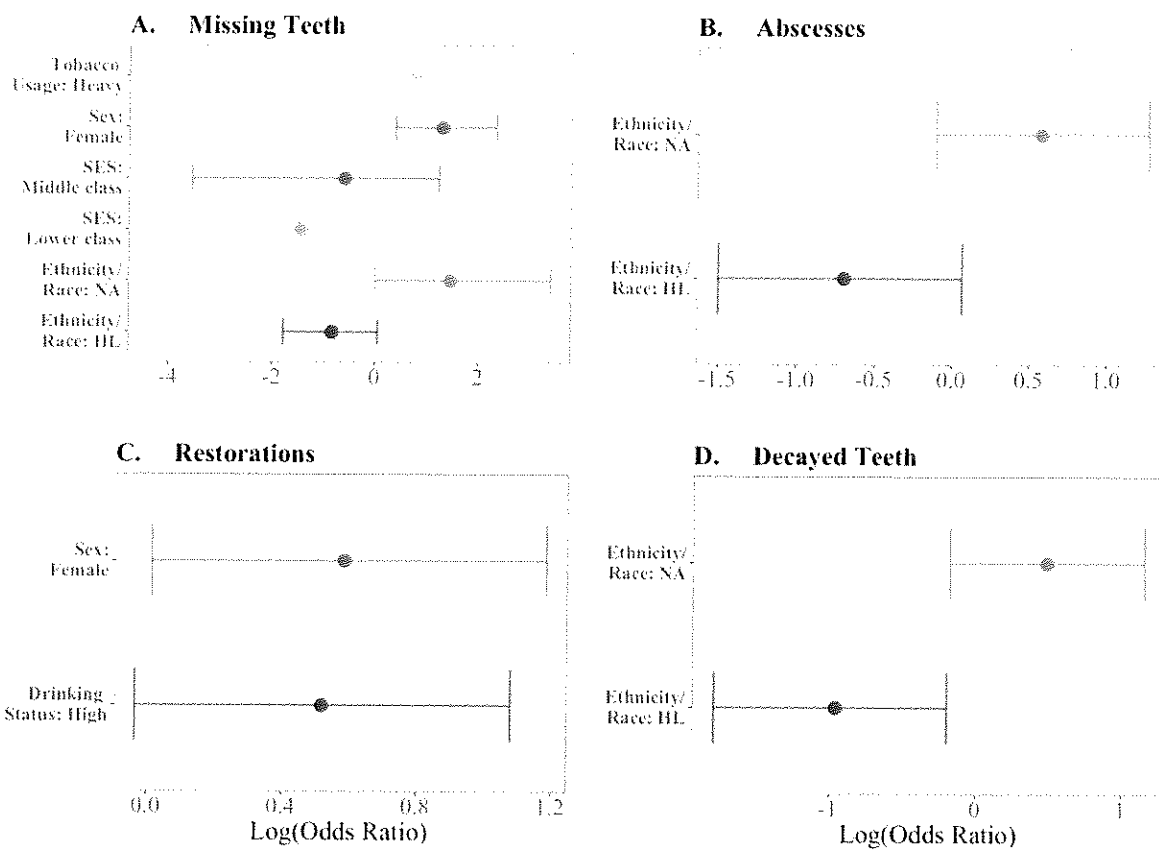 A. Missing Teeth
Tobacco
Usage: Heavy
Sex:
Female
SES:
Middle class
SES:
Lower class
Ethnicity/
Race: NA
Ethnicity/
Race: HL
-4 -2 0 2
B. Abscesses
Ethnicity/
Race: NA
Ethnicity/
Race: HL
-1.5 -1.0 -0.5 0.0 0.5 1.0
C. Restorations
Sex:
Female
Drinking
Status: High
0.0 0.4 0.8 1.2
Log(Odds Ratio)
D. Decayed Teeth
Ethnicity/
Race: NA
Ethnicity/
Race: HL
-1 0 1
Log(Odds Ratio)